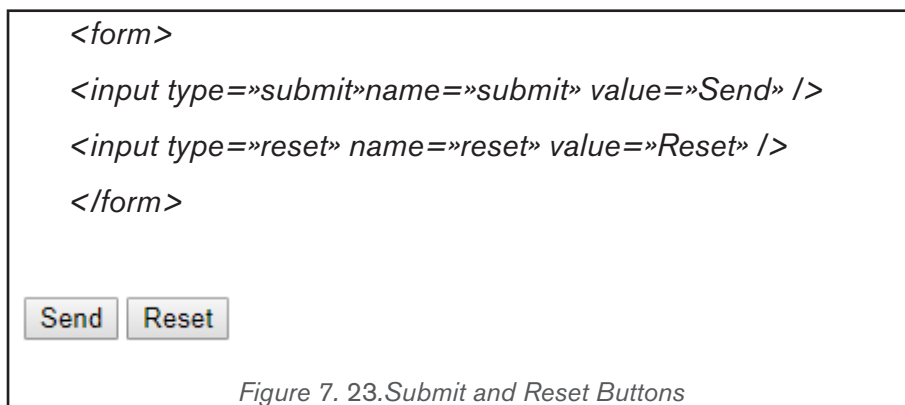 <form>
<input type=»submit»name=»submit» value=»Send» />
<input type=»reset» name=»reset» value=»Reset» />
</form>
Send Reset
Figure 7. 23.Submit and Reset Buttons